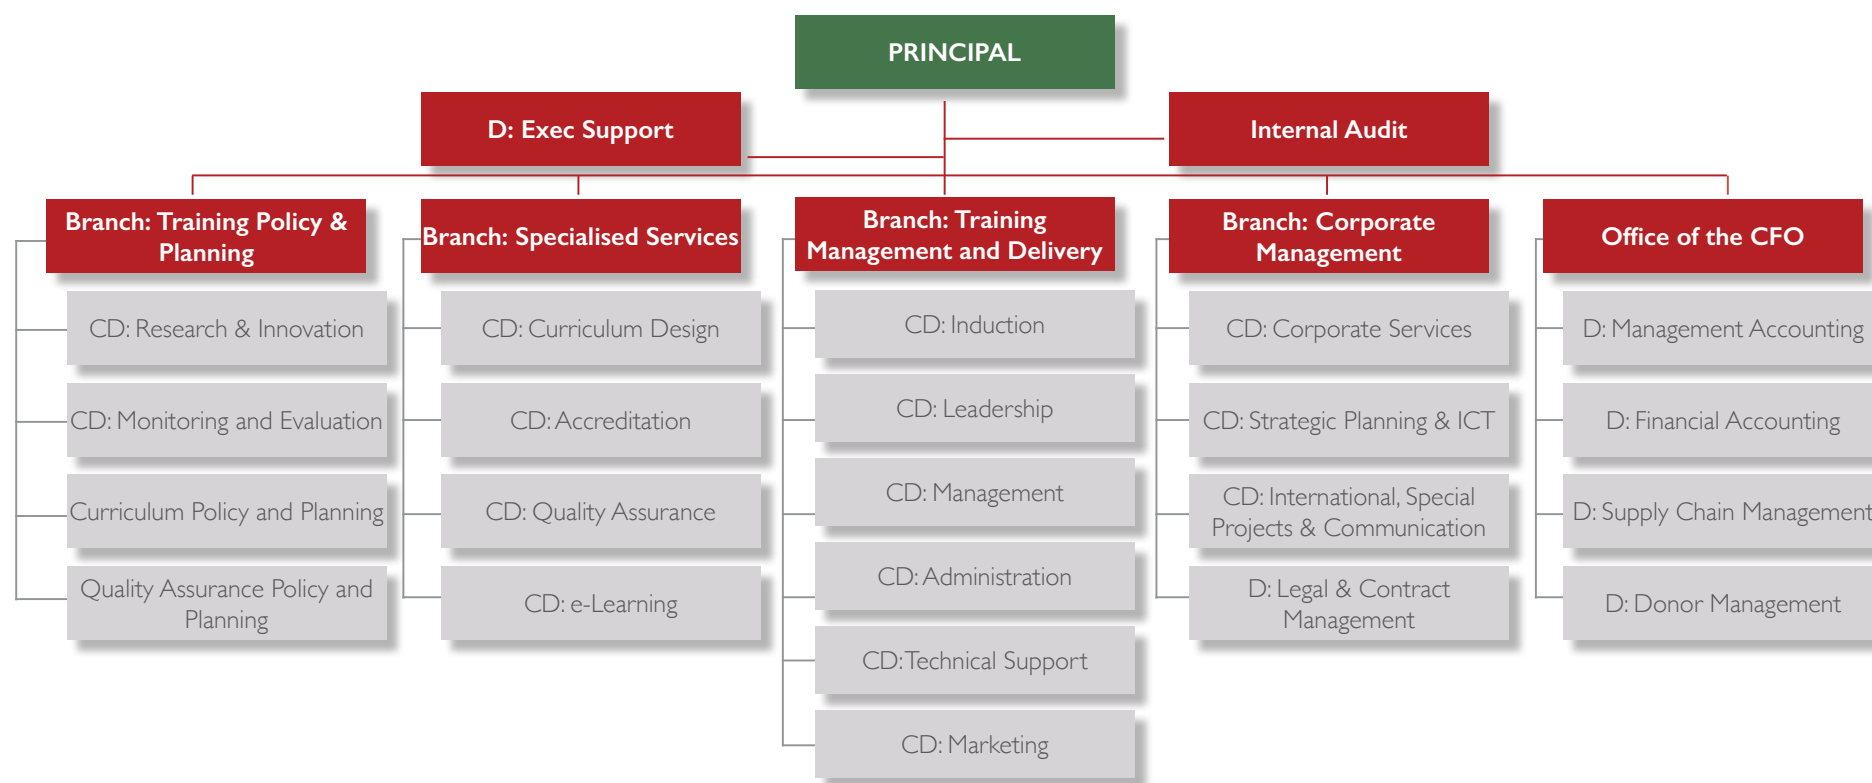 PRINCIPAL
D: Exec Support
Internal Audit
Branch: Training Policy &
Planning
CD: Research & Innovation
CD: Monitoring and Evaluation
Curriculum Policy and Planning
Quality Assurance Policy and
Planning
Branch: Specialised Services
CD: Curriculum Design
CD: Accreditation
CD: Quality Assurance
CD: e-Learning
Branch: Training
Management and Delivery
CD: Induction
CD: Leadership
CD: Management
CD: Administration
CD: Technical Support
CD: Marketing
Branch: Corporate
Management
CD: Corporate Services
CD: Strategic Planning & ICT
CD: International, Special
Projects & Communication
D: Legal & Contract
Management
Office of the CFO
D: Management Accounting
D: Financial Accounting
D: Supply Chain Management
D: Donor Management